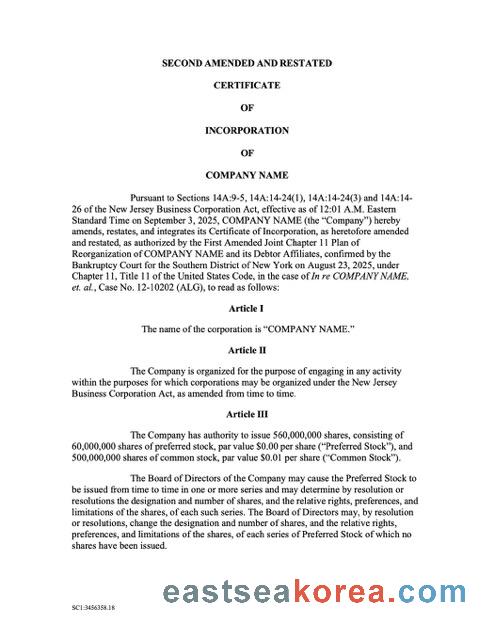 SECOND AMENDED AND RESTATED
CERTIFICATE
OF
INCORPORATION
OF
COMPANY NAME
Pursuant to Sections 14A:9-5, 14A:14-24(1), 14A:14-24(3) and 14A:14-
26 of the New Jersey Business Corporation Act, effective as of 12:01 A.M. Eastern
Standard Time on September 3, 2025, COMPANY NAME (the “Company”) hereby
amends, restates, and integrates its Certificate of Incorporation, as heretofore amended
and restated, as authorized by the First Amended Joint Chapter 11 Plan of
Reorganization of COMPANY NAME and its Debtor Affiliates, confirmed by the
Bankruptcy Court for the Southern District of New York on August 23, 2025, under
Chapter 11, Title 11 of the United States Code, in the case of In re COMPANY NAME,
et. al., Case No. 12-10202 (ALG), to read as follows:
Article I
The name of the corporation is “COMPANY NAME.”
Article II
The Company is organized for the purpose of engaging in any activity
within the purposes for which corporations may be organized under the New Jersey
Business Corporation Act, as amended from time to time.
Article III
The Company has authority to issue 560,000,000 shares, consisting of
60,000,000 shares of preferred stock, par value $0.00 per share (“Preferred Stock”), and
500,000,000 shares of common stock, par value $0.01 per share (“Common Stock”).
The Board of Directors of the Company may cause the Preferred Stock to
be issued from time to time in one or more series and may determine by resolution or
resolutions the designation and number of shares, and the relative rights, preferences, and
limitations of the shares, of each such series. The Board of Directors may, by resolution
or resolutions, change the designation and number of shares, and the relative rights,
preferences, and limitations of the shares, of each series of Preferred Stock of which no
shares have been issued.
eastseakorea.com
SC1:3456358.18